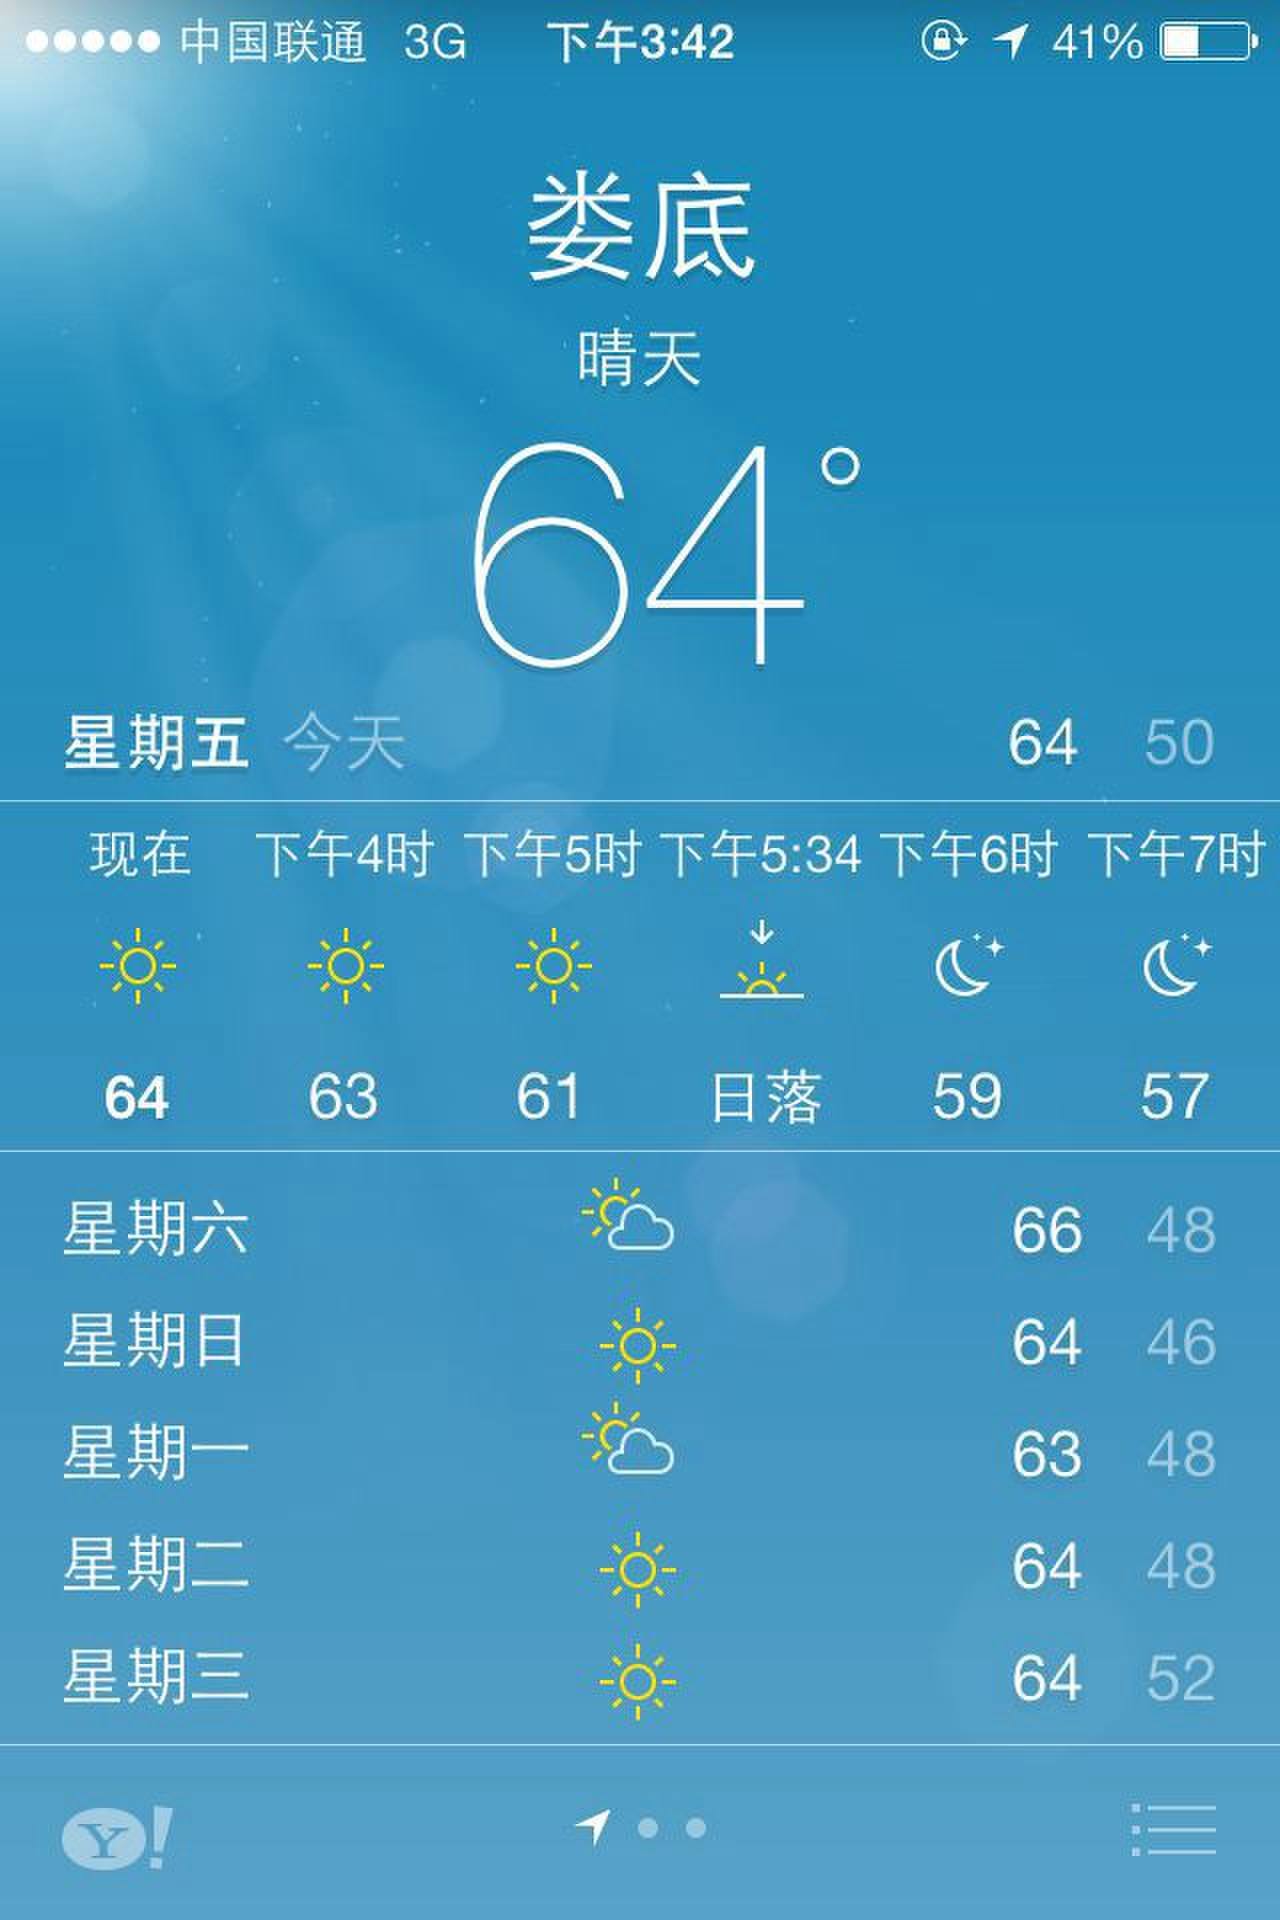 中国联通 3G 下午3:42 41%
娄底
晴天
64°
星期五 今天 64 50
现在 下午4时 下午5时 下午5:34 下午6时 下午7时
64 63 61 日落 59 57
星期六 66 48
星期日 64 46
星期一 63 48
星期二 64 48
星期三 64 52
Y!